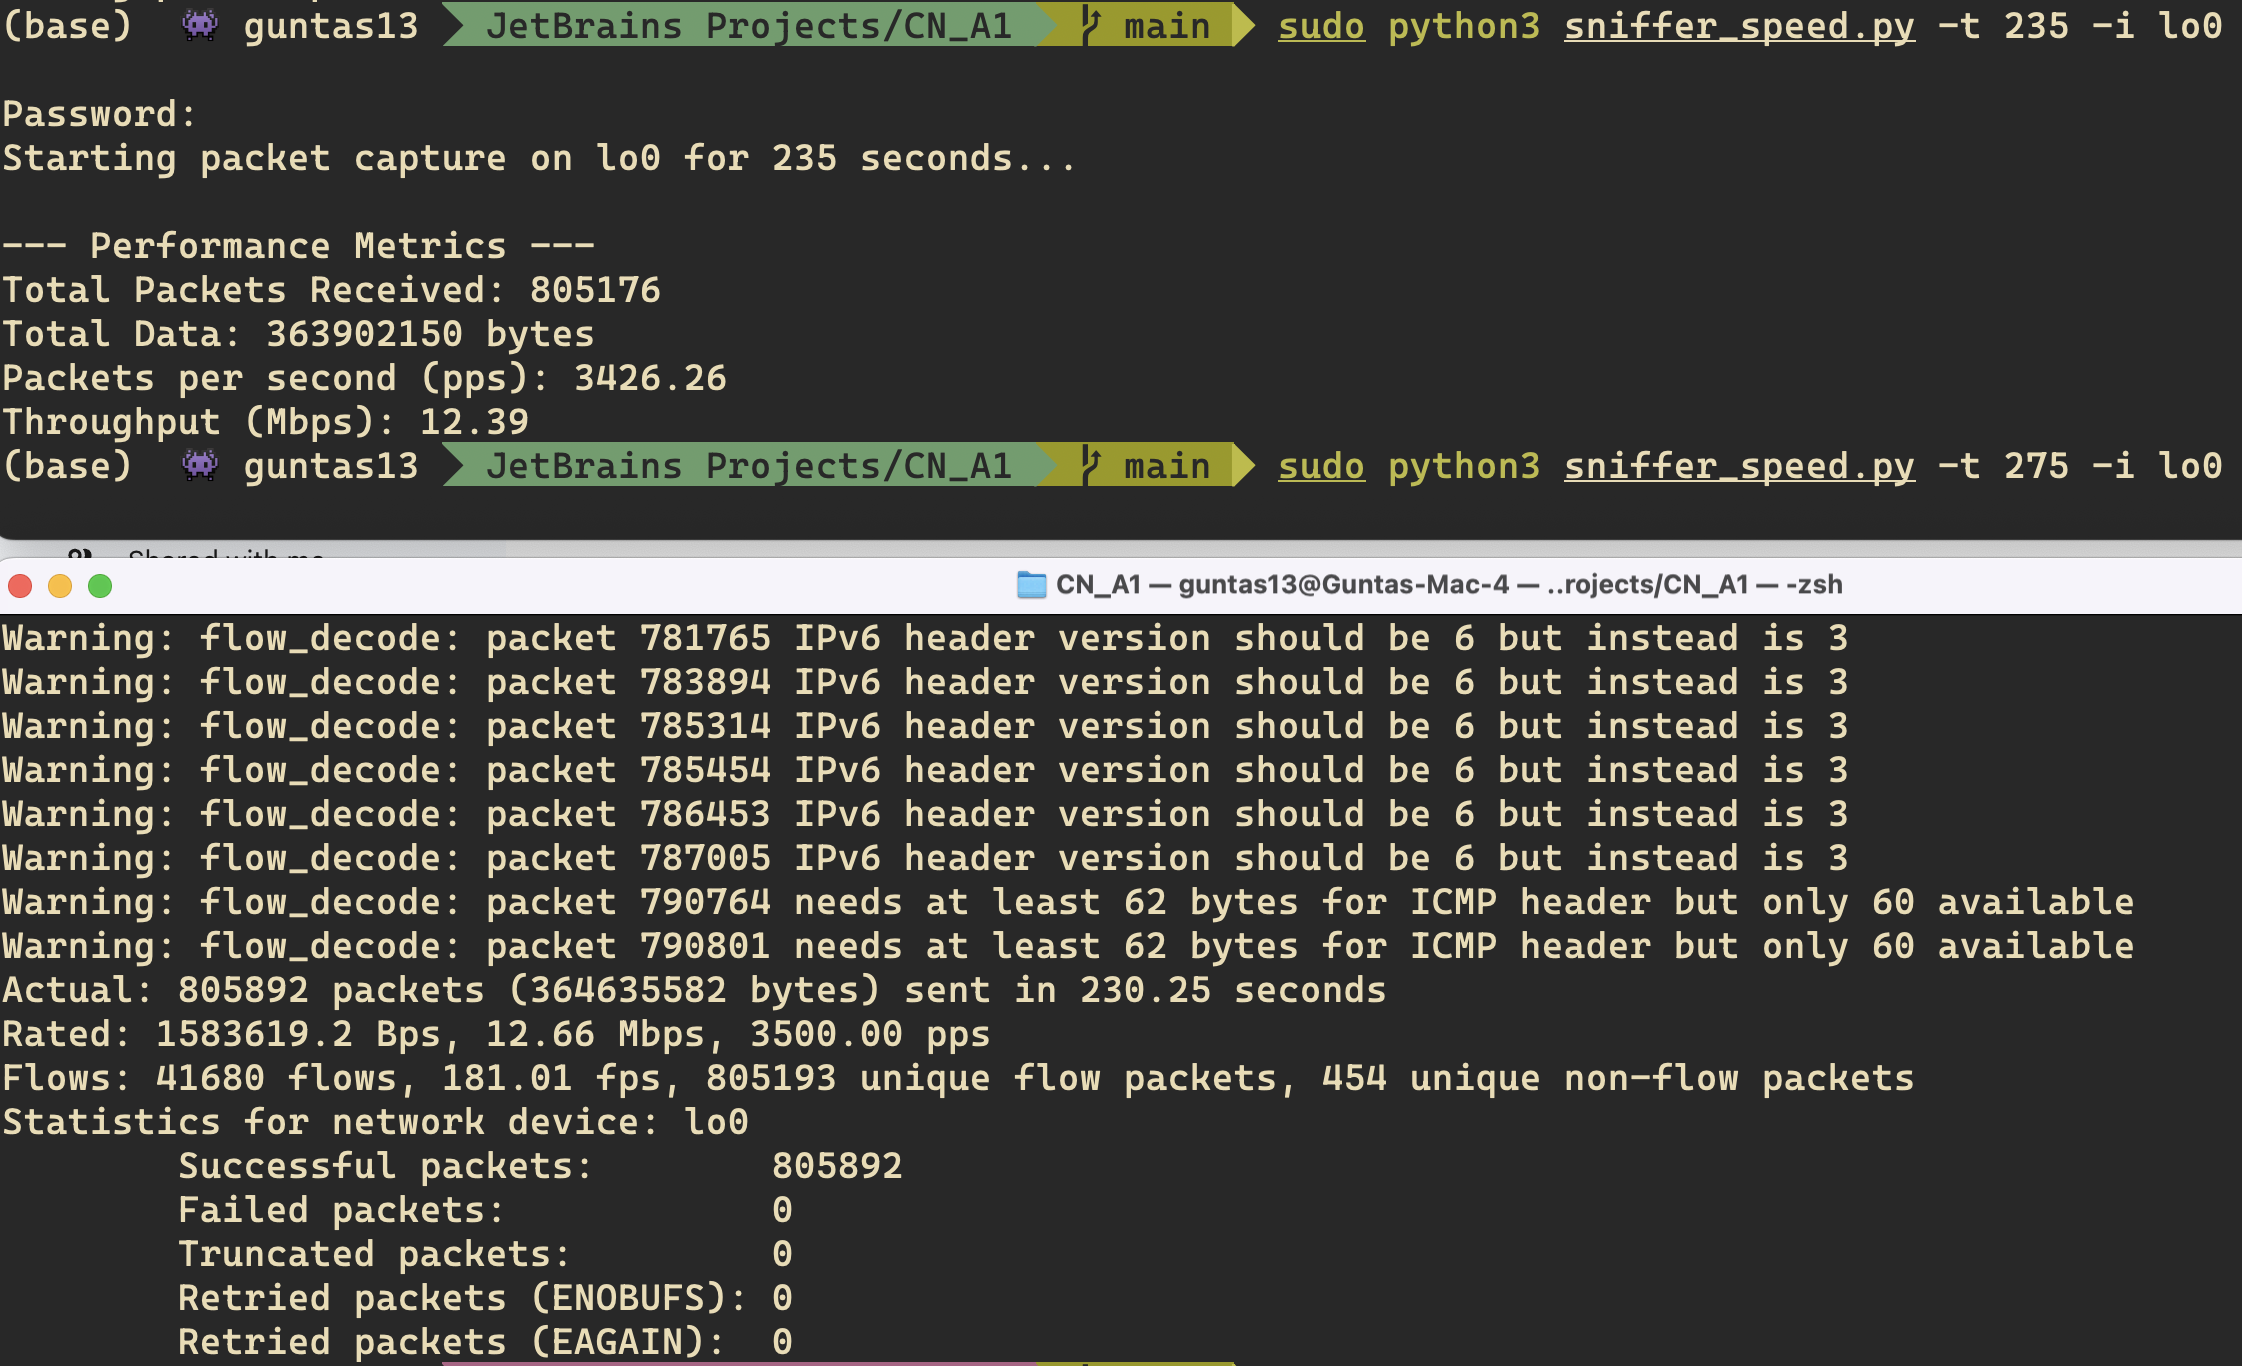 (base) guntas13 JetBrains Projects/CN_A1 main sudo python3 sniffer_speed.py -t 235 -i lo0
Password:
Starting packet capture on lo0 for 235 seconds...
--- Performance Metrics ---
Total Packets Received: 805176
Total Data: 363902150 bytes
Packets per second (pps): 3426.26
Throughput (Mbps): 12.39
(base) guntas13 JetBrains Projects/CN_A1 main sudo python3 sniffer_speed.py -t 275 -i lo0
Shared with me
CN_A1 — guntas13@Guntas-Mac-4 — ..rojects/CN_A1 — -zsh
Warning: flow_decode: packet 781765 IPv6 header version should be 6 but instead is 3
Warning: flow_decode: packet 783894 IPv6 header version should be 6 but instead is 3
Warning: flow_decode: packet 785314 IPv6 header version should be 6 but instead is 3
Warning: flow_decode: packet 785454 IPv6 header version should be 6 but instead is 3
Warning: flow_decode: packet 786453 IPv6 header version should be 6 but instead is 3
Warning: flow_decode: packet 787005 IPv6 header version should be 6 but instead is 3
Warning: flow_decode: packet 790764 needs at least 62 bytes for ICMP header but only 60 available
Warning: flow_decode: packet 790801 needs at least 62 bytes for ICMP header but only 60 available
Actual: 805892 packets (364635582 bytes) sent in 230.25 seconds
Rated: 1583619.2 Bps, 12.66 Mbps, 3500.00 pps
Flows: 41680 flows, 181.01 fps, 805193 unique flow packets, 454 unique non-flow packets
Statistics for network device: lo0
Successful packets: 805892
Failed packets: 0
Truncated packets: 0
Retried packets (ENOBUFS): 0
Retried packets (EAGAIN): 0